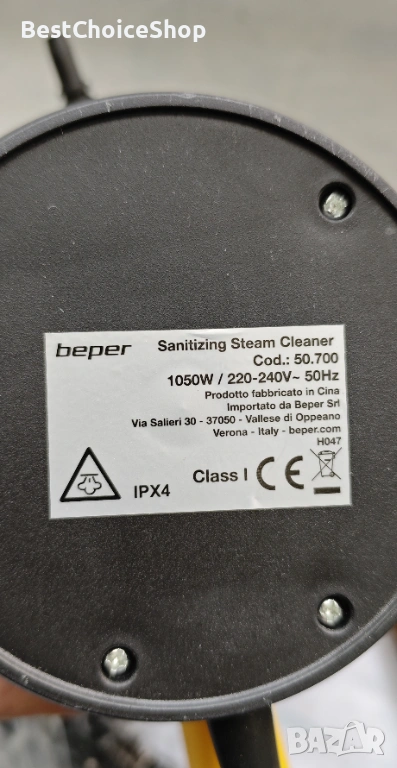 BestChoiceShop
beper
Sanitizing Steam Cleaner
Cod.: 50.700
1050W / 220-240V~ 50Hz
Prodotto fabbricato in Cina
Importato da Beper Srl
Via Salieri 30 - 37050 - Vallese di Oppeano
Verona - Italy - beper.com
H047
IPX4
Class I
CE
BAZAR